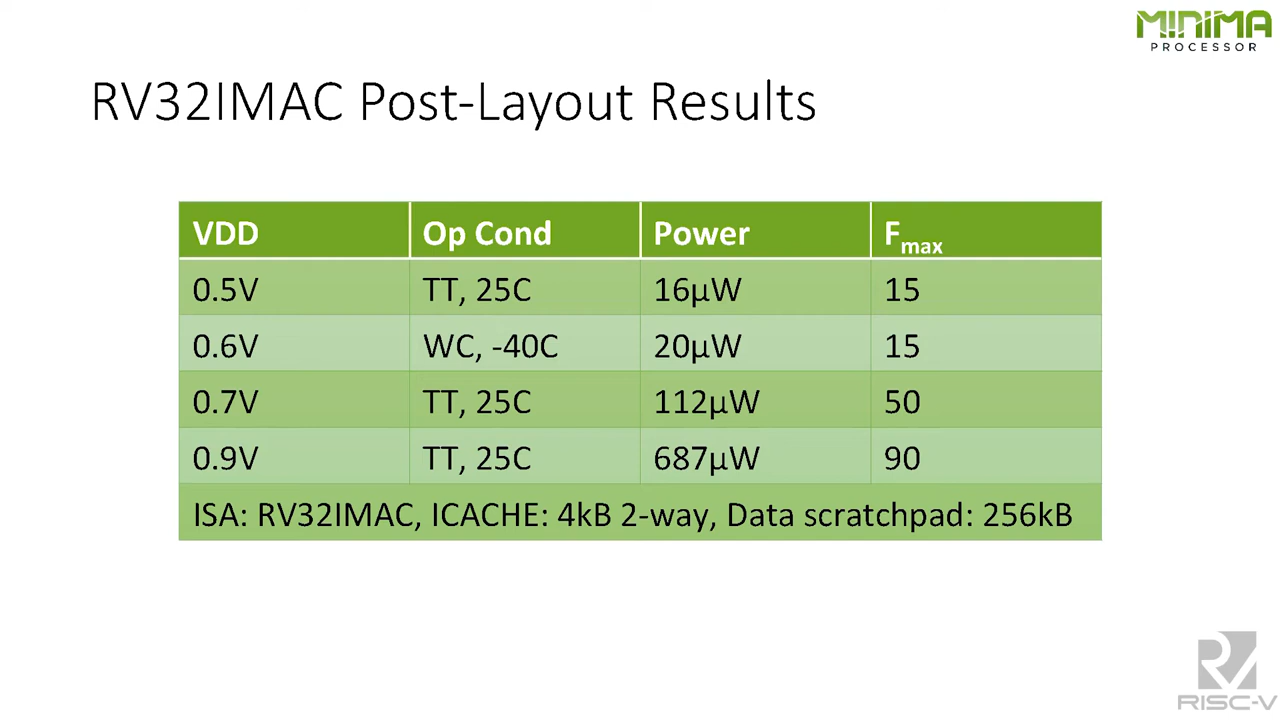 MINIMA
PROCESSOR
RV32IMAC Post-Layout Results
VDD Op Cond Power Fmax
0.5V TT, 25C 16µW 15
0.6V WC, -40C 20µW 15
0.7V TT, 25C 112µW 50
0.9V TT, 25C 687µW 90
ISA: RV32IMAC, ICACHE: 4kB 2-way, Data scratchpad: 256kB
RISC-V